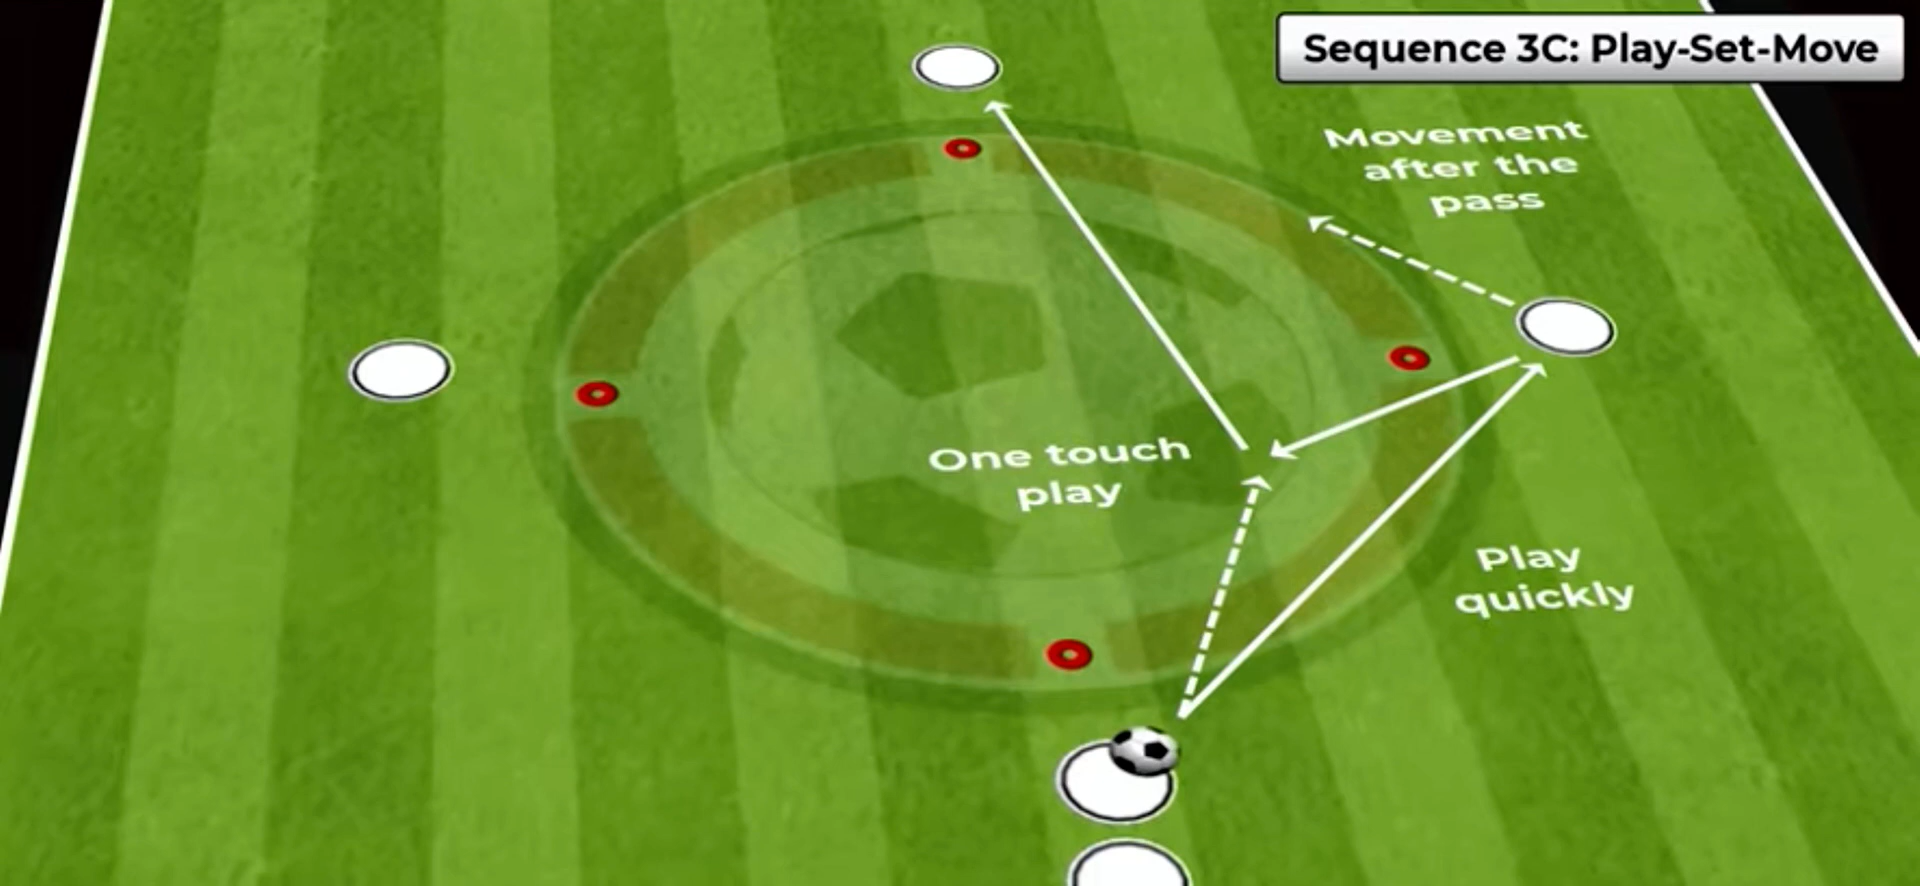 Sequence 3C: Play-Set-Move
Movement
after the
pass
One touch
play
Play
quickly